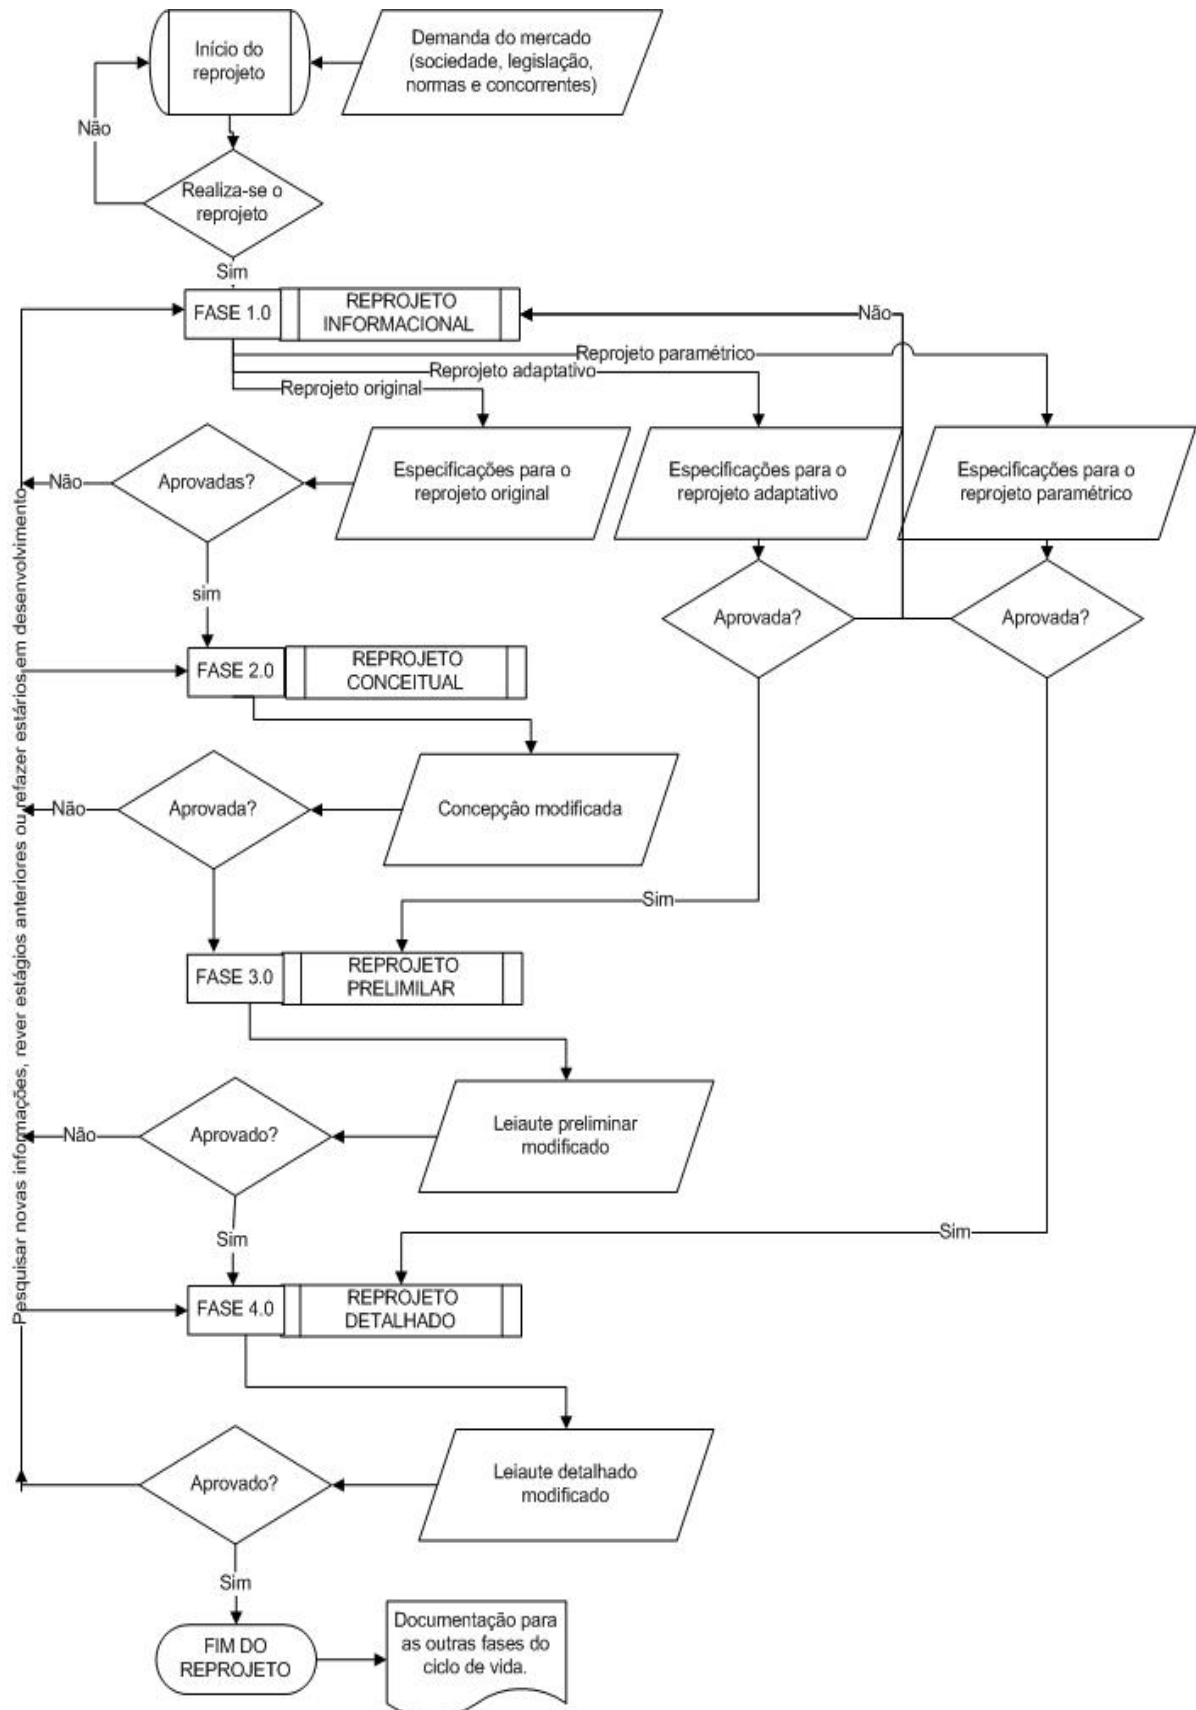 Início do
reprojeto
Demanda do mercado
(sociedade, legislação,
normas e concorrentes)
Não
Realiza-se o
reprojeto
Sim
FASE 1.0
REPROJETO
INFORMACIONAL
Não
Reprojeto paramétrico
Reprojeto adaptativo
Reprojeto original
Não
Aprovadas?
Especificações para o
reprojeto original
Especificações para o
reprojeto adaptativo
Especificações para o
reprojeto paramétrico
sim
Aprovada?
Aprovada?
FASE 2.0
REPROJETO
CONCEITUAL
Não
Aprovada?
Concepção modificada
Sim
FASE 3.0
REPROJETO
PRELIMILAR
Não
Aprovado?
Leiaute preliminar
modificado
Sim
Sim
FASE 4.0
REPROJETO
DETALHADO
Aprovado?
Leiaute detalhado
modificado
Sim
FIM DO
REPROJETO
Documentação para
as outras fases do
ciclo de vida.
Pesquisar novas informações, rever estágios anteriores ou refazer estários em desenvolvimento